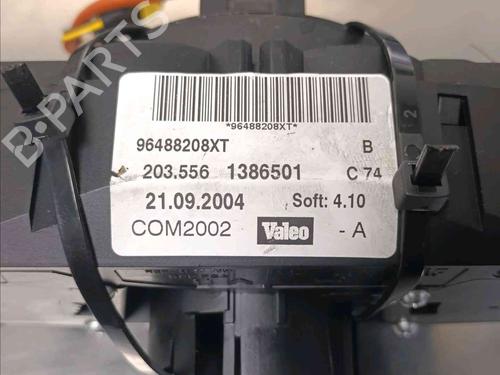 B-PARTS
*96488208XT*
96488208XT B
203.556 1386501 C 74
21.09.2004 Soft: 4.10
COM2002 Valeo - A
2